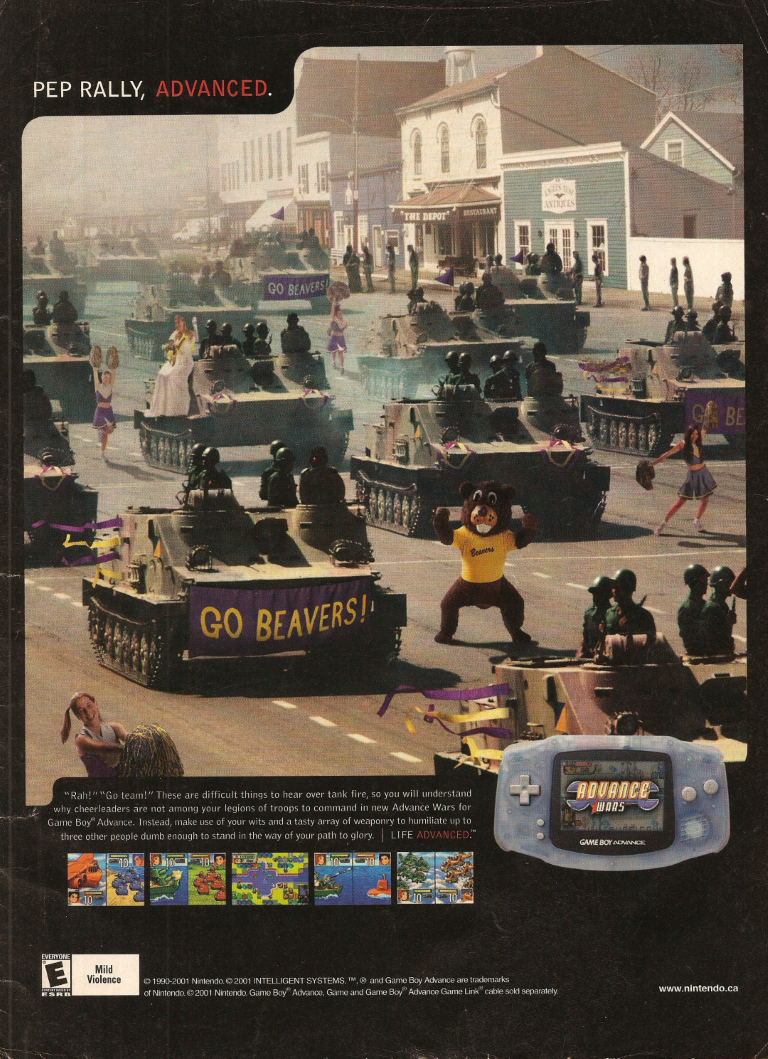 PEP RALLY, ADVANCED.
"THE DEPOT" RESTAURANT
ANTIQUES
GO BEAVERS!
GO BE
Beavers
GO BEAVERS!
"Rah!" "Go team!" These are difficult things to hear over tank fire, so you will understand
why cheerleaders are not among your legions of troops to command in new Advance Wars for
Game Boy® Advance. Instead, make use of your wits and a tasty array of weaponry to humiliate up to
three other people dumb enough to stand in the way of your path to glory. | LIFE ADVANCED.™
ADVANCE
WARS
GAME BOY ADVANCE
EVERYONE
E
ESRB
Mild
Violence
© 1990-2001 Nintendo. © 2001 INTELLIGENT SYSTEMS. ™, ® and Game Boy Advance are trademarks
of Nintendo. © 2001 Nintendo. Game Boy® Advance, Game and Game Boy® Advance Game Link® cable sold separately.
www.nintendo.ca